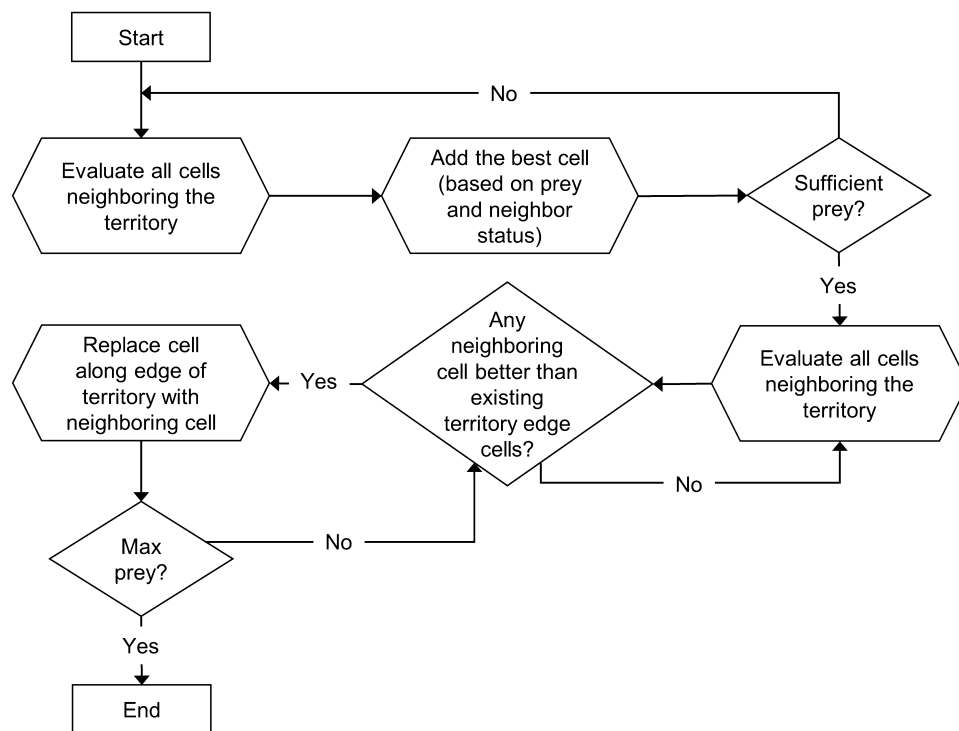 Start
No
Evaluate all cells
neighboring the
territory
Add the best cell
(based on prey
and neighbor
status)
Sufficient
prey?
Yes
Replace cell
along edge of
territory with
neighboring cell
Yes
Any
neighboring
cell better than
existing
territory edge
cells?
Evaluate all cells
neighboring the
territory
No
Max
prey?
No
Yes
End